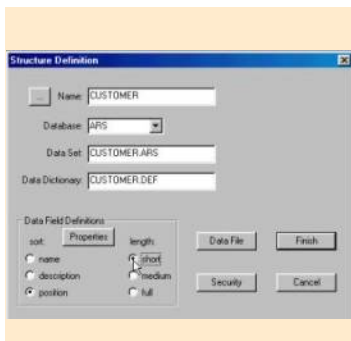 Structure Definition
... Name: CUSTOMER
Database: ARS
Data Set: CUSTOMER.ARS
Data Dictionary: CUSTOMER.DEF
Data Field Definitions
sort: Properties length:
name short
description medium
position full
Data File Finish
Security Cancel